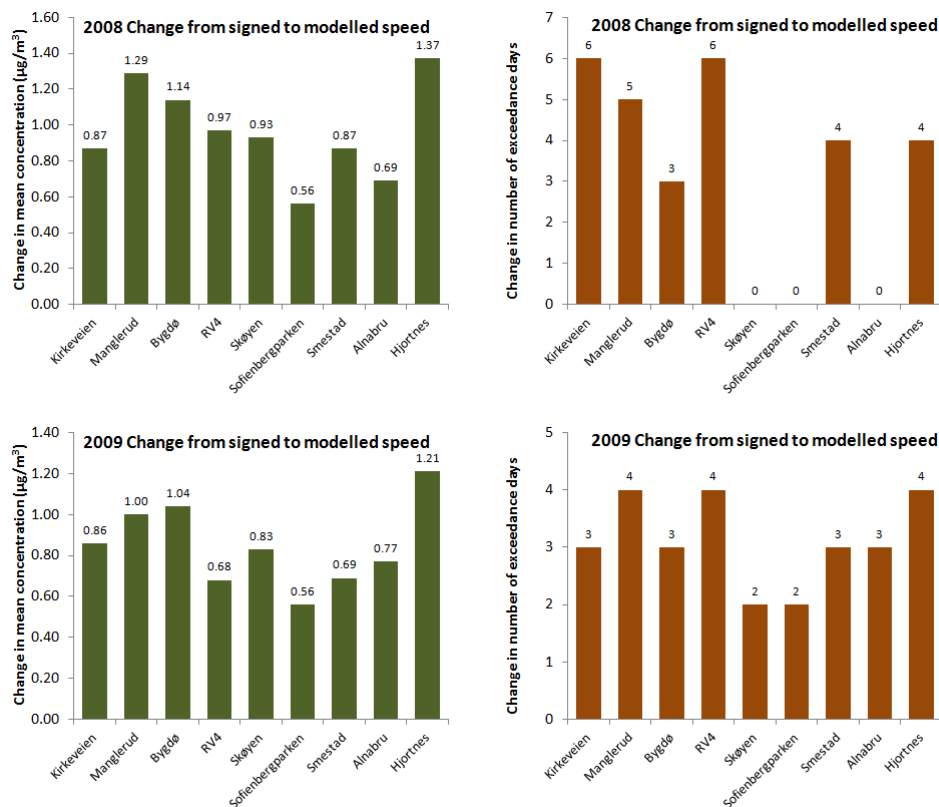 2008 Change from signed to modelled speed
Change in mean concentration (µg/m³)
1.60
1.40
1.20
1.00
0.80
0.60
0.40
0.20
0.00
0.87
1.29
1.14
0.97
0.93
0.56
0.87
0.69
1.37
Kirkeveien
Manglerud
Bygdø
RV4
Skøyen
Sofienbergparken
Smestad
Alnabru
Hjortnes
2008 Change from signed to modelled speed
Change in number of exceedance days
7
6
5
4
3
2
1
0
6
5
3
6
0
0
4
0
4
Kirkeveien
Manglerud
Bygdø
RV4
Skøyen
Sofienbergparken
Smestad
Alnabru
Hjortnes
2009 Change from signed to modelled speed
Change in mean concentration (µg/m³)
1.40
1.20
1.00
0.80
0.60
0.40
0.20
0.00
0.86
1.00
1.04
0.68
0.83
0.56
0.69
0.77
1.21
Kirkeveien
Manglerud
Bygdø
RV4
Skøyen
Sofienbergparken
Smestad
Alnabru
Hjortnes
2009 Change from signed to modelled speed
Change in number of exceedance days
5
4
3
2
1
0
3
4
3
4
2
2
3
3
4
Kirkeveien
Manglerud
Bygdø
RV4
Skøyen
Sofienbergparken
Smestad
Alnabru
Hjortnes